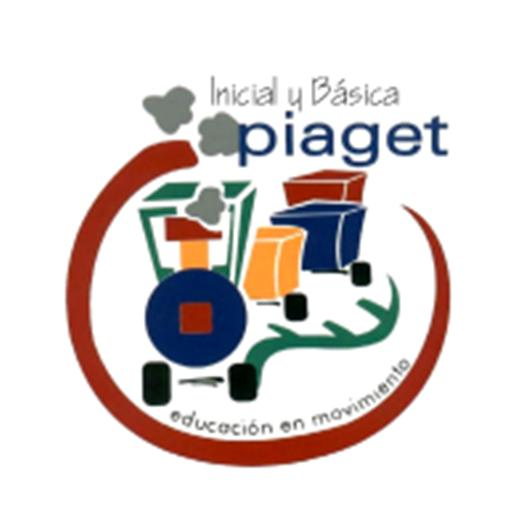 Inicial y Básica
piaget
educación en movimiento